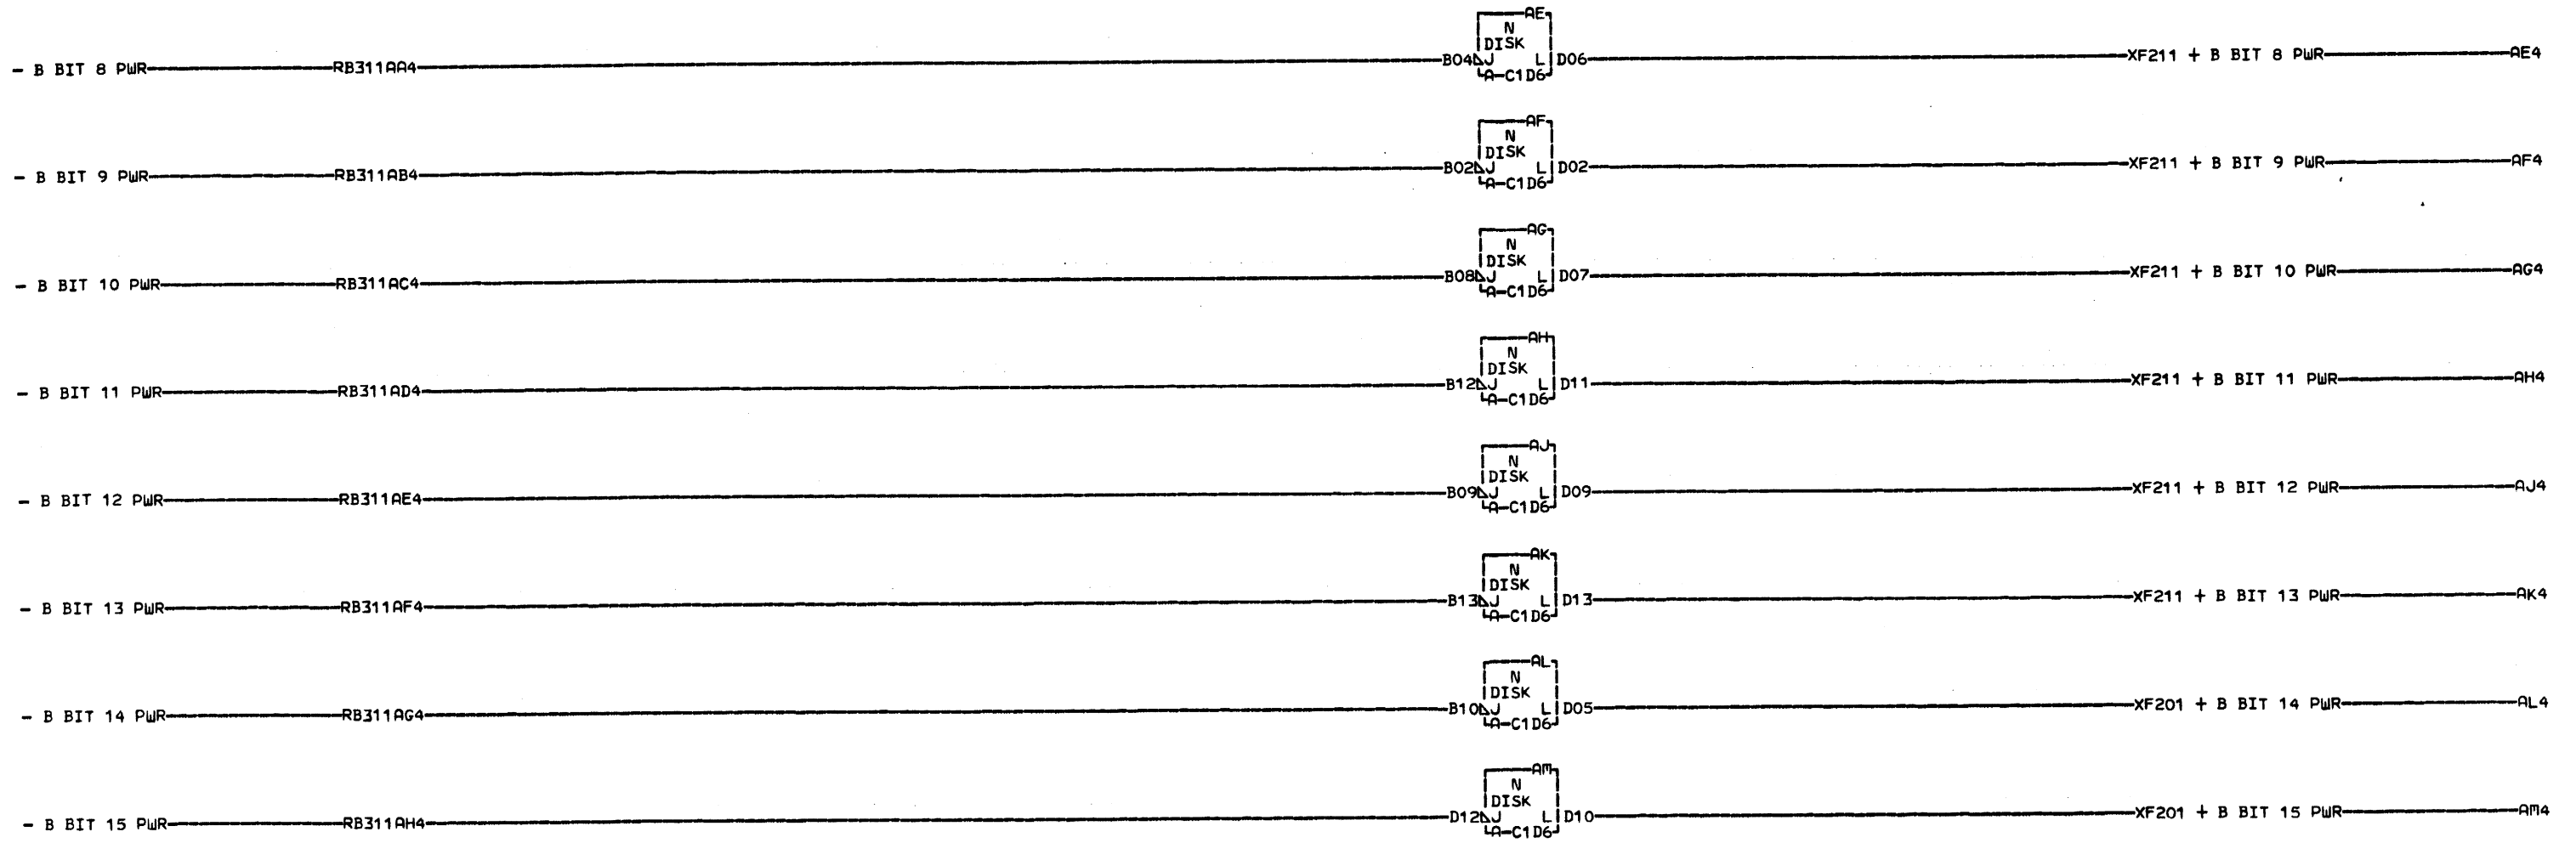 AE
N
DISK
- B BIT 8 PWR RB311AA4 B04 J L D06 XF211 + B BIT 8 PWR AE4
A-C1D6
AF
N
DISK
- B BIT 9 PWR RB311AB4 B02 J L D02 XF211 + B BIT 9 PWR AF4
A-C1D6
AG
N
DISK
- B BIT 10 PWR RB311AC4 B08 J L D07 XF211 + B BIT 10 PWR AG4
A-C1D6
AH
N
DISK
- B BIT 11 PWR RB311AD4 B12 J L D11 XF211 + B BIT 11 PWR AH4
A-C1D6
AJ
N
DISK
- B BIT 12 PWR RB311AE4 B09 J L D09 XF211 + B BIT 12 PWR AJ4
A-C1D6
AK
N
DISK
- B BIT 13 PWR RB311AF4 B13 J L D13 XF211 + B BIT 13 PWR AK4
A-C1D6
AL
N
DISK
- B BIT 14 PWR RB311AG4 B10 J L D05 XF201 + B BIT 14 PWR AL4
A-C1D6
AM
N
DISK
- B BIT 15 PWR RB311AH4 D12 J L D10 XF201 + B BIT 15 PWR AM4
A-C1D6